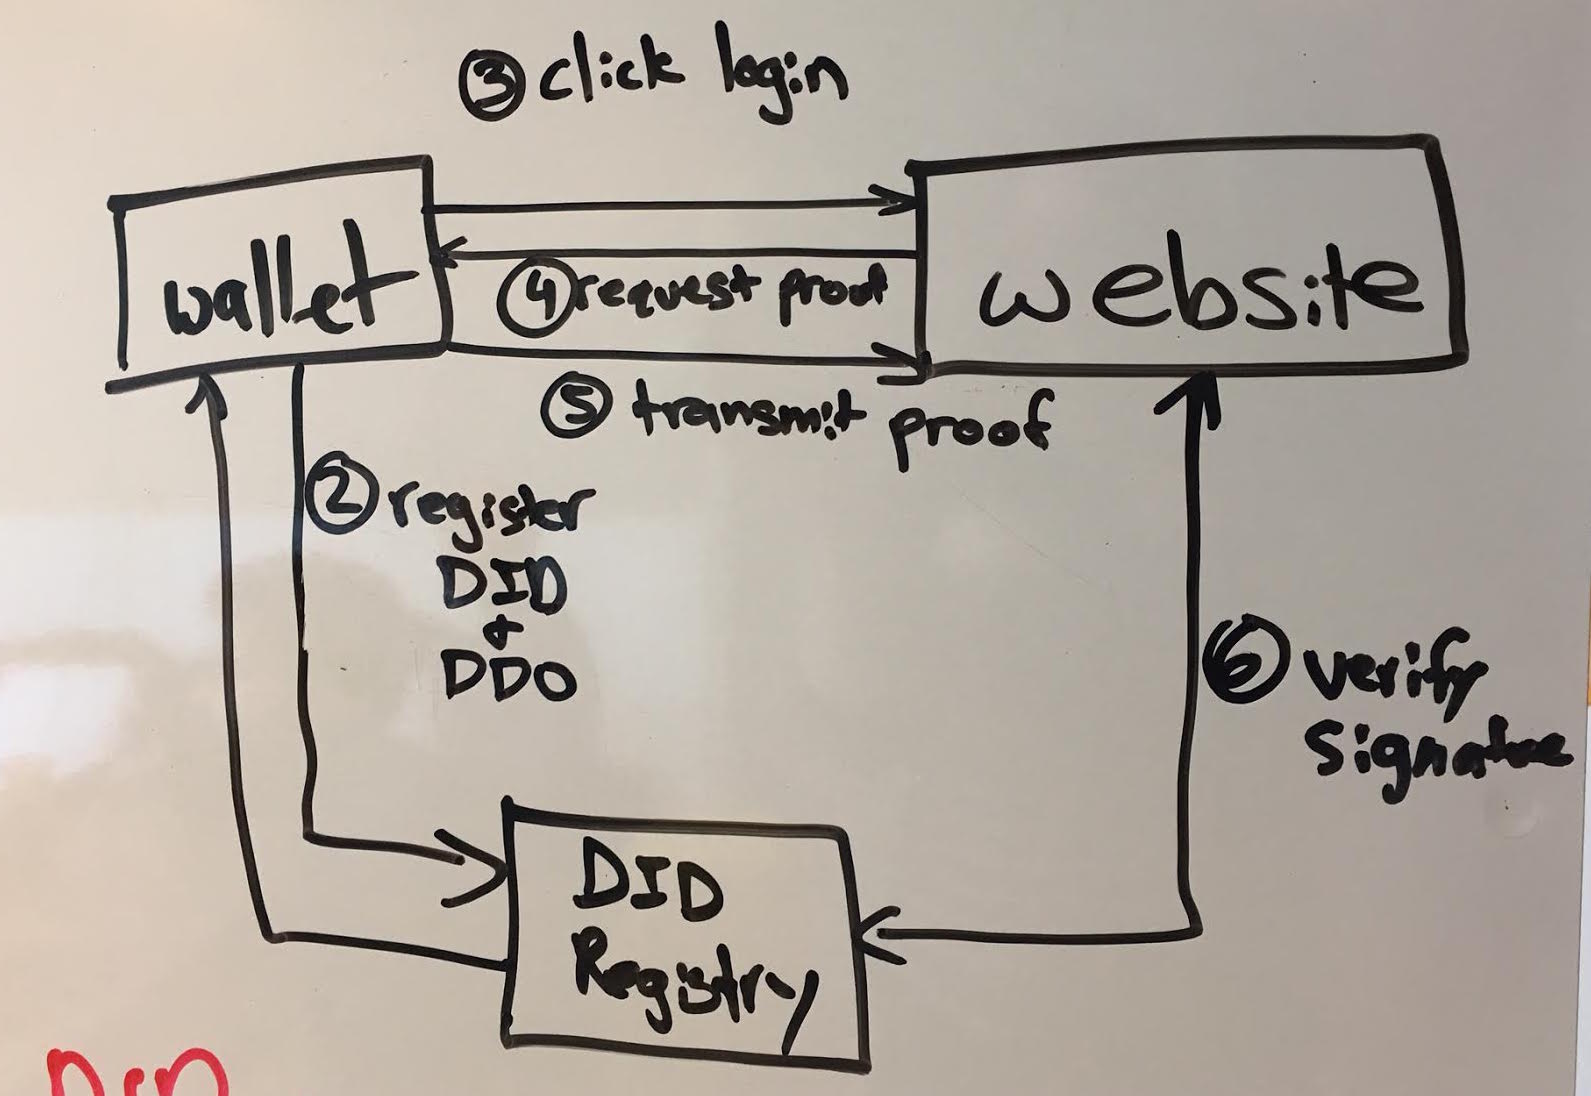 ③ click login
wallet
website
④ request proof
⑤ transmit proof
② register
DID
+
DDO
⑥ verify
signature
DID
Registry
DID